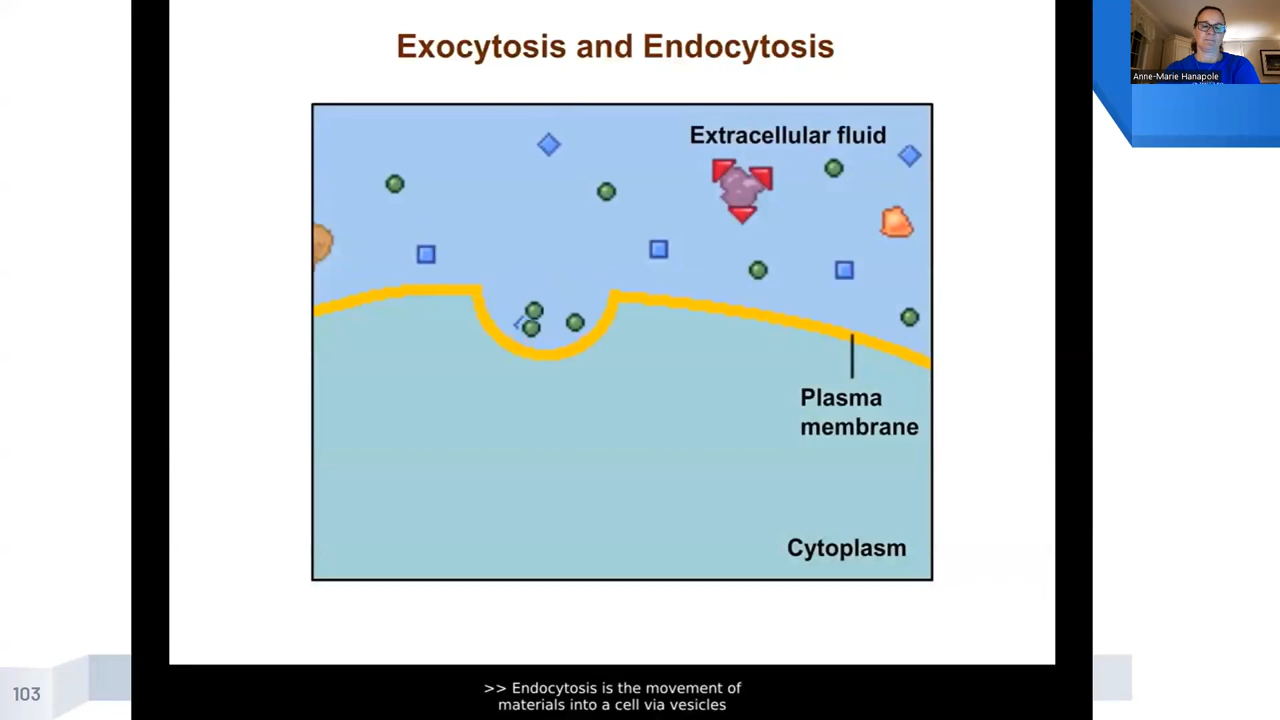 Exocytosis and Endocytosis
Anne-Marie Hanapole
Extracellular fluid
Plasma
membrane
Cytoplasm
103
>> Endocytosis is the movement of
materials into a cell via vesicles